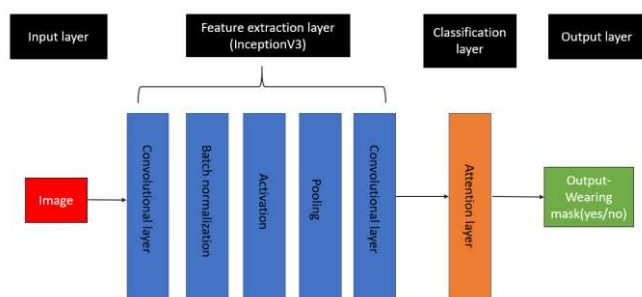 Input layer
Feature extraction layer
(InceptionV3)
Classification
layer
Output layer
Image
Convolutional layer
Batch normalization
Activation
Pooling
Convolutional layer
Attention layer
Output-
Wearing
mask(yes/no)